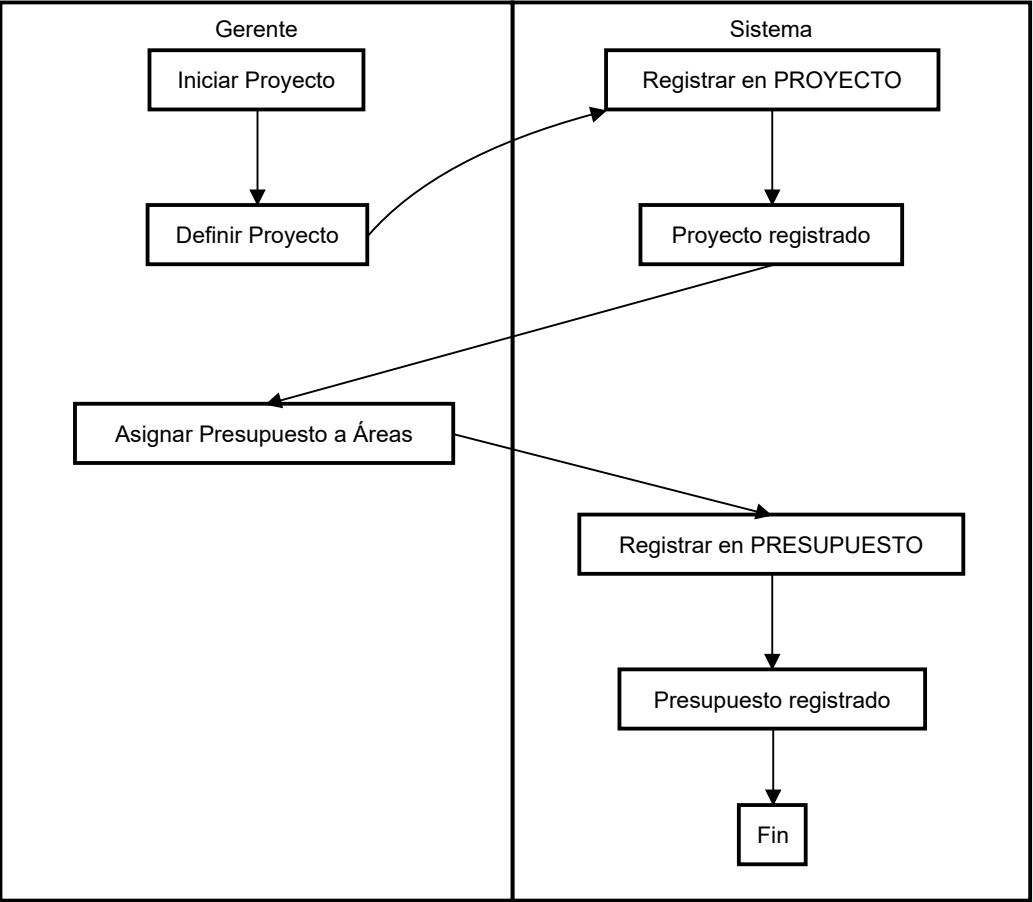 Gerente
Sistema
Iniciar Proyecto
Registrar en PROYECTO
Definir Proyecto
Proyecto registrado
Asignar Presupuesto a Áreas
Registrar en PRESUPUESTO
Presupuesto registrado
Fin